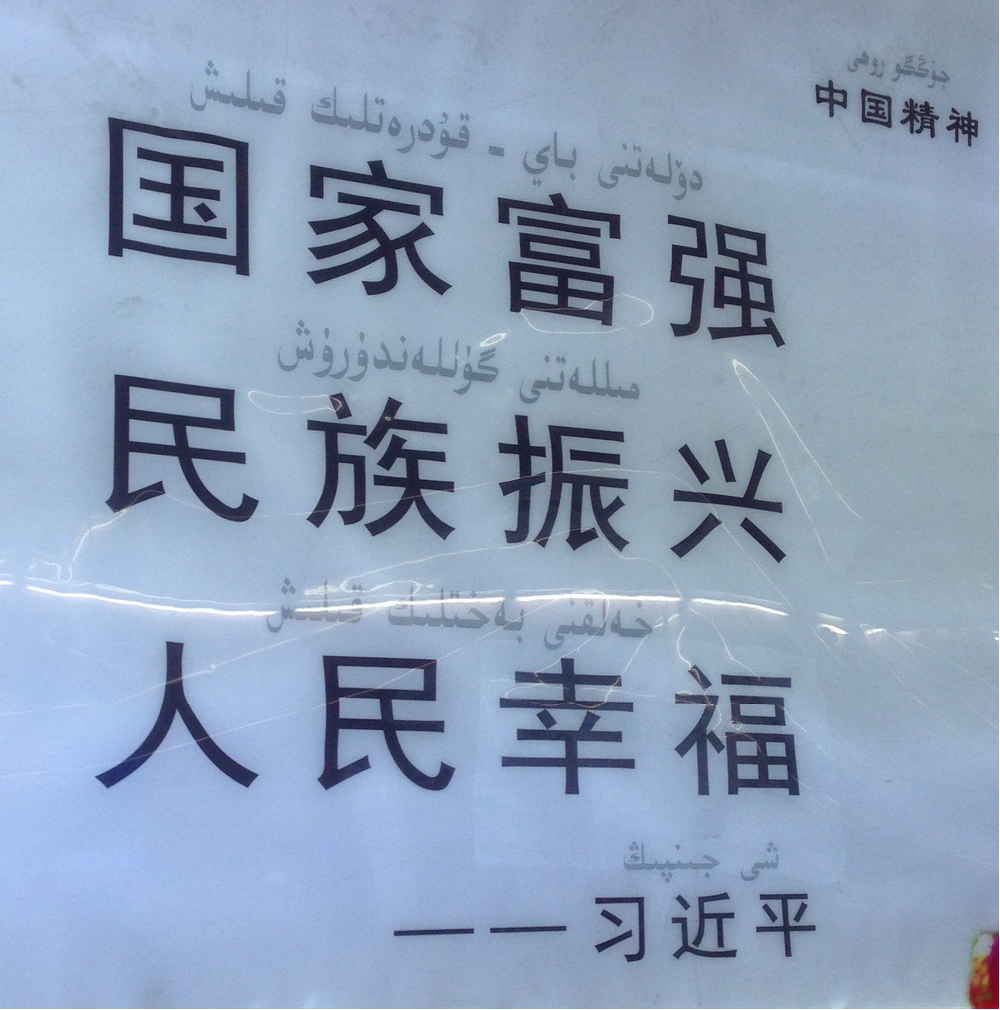 جۇڭگو روھى
中国精神
دۆلەتنى باي - قۇدرەتلىك قىلىش
国家富强
مىللەتنى گۈللەندۈرۈش
民族振兴
خەلقنى بەختلىك قىلىش
人民幸福
شى جىنپىڭ
——习近平